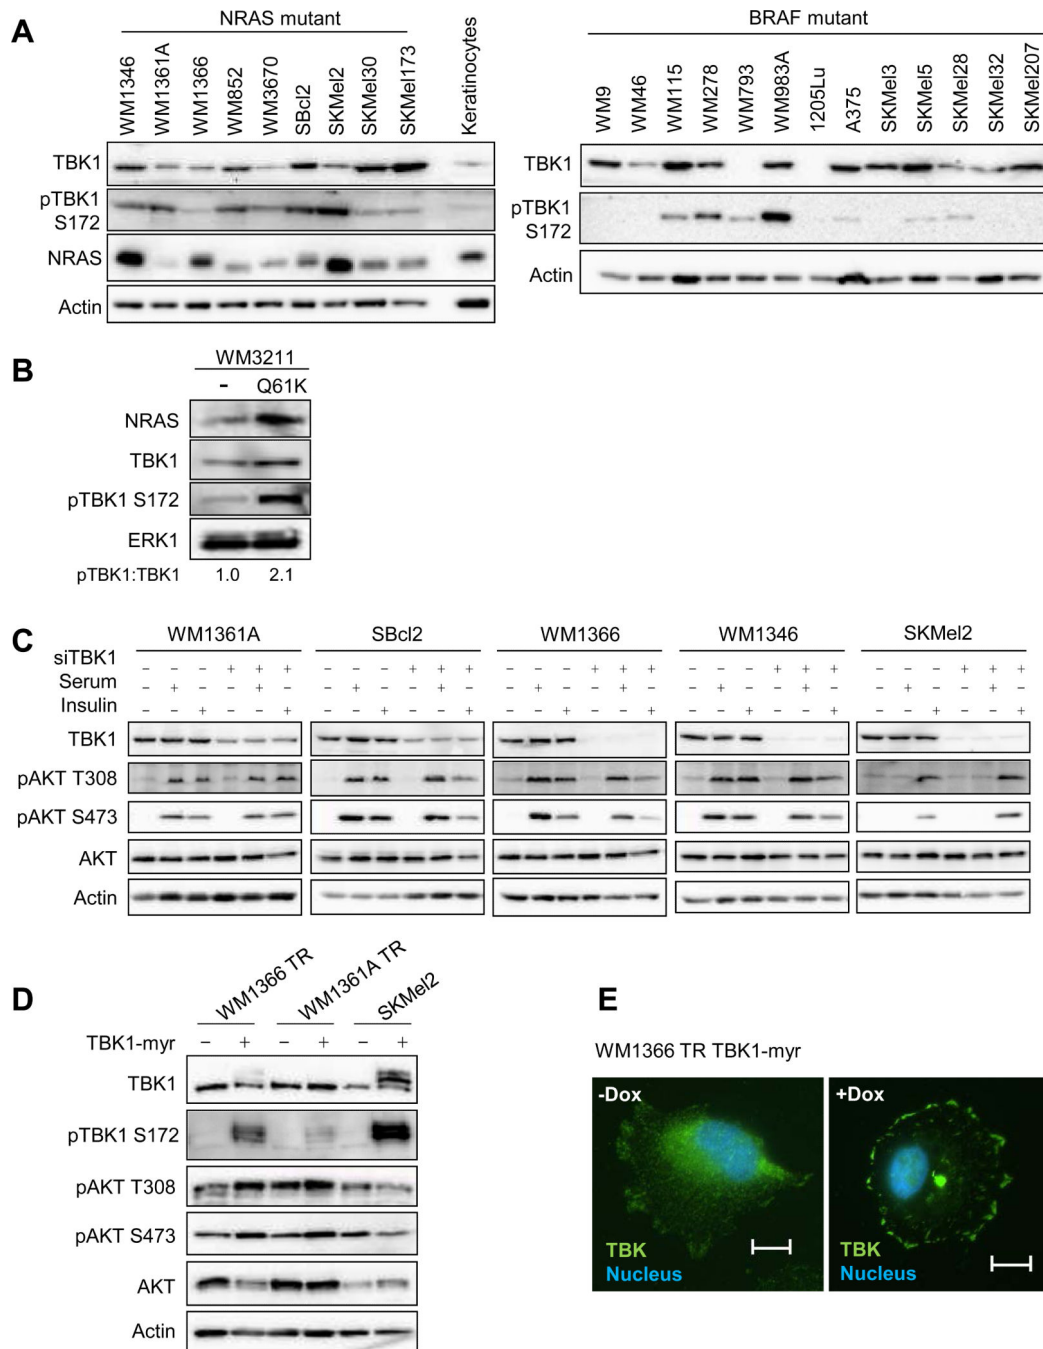 A
NRAS mutant
WM1346
WM1361A
WM1366
WM852
WM3670
SBcl2
SKMel2
SKMel30
SKMel173
Keratinocytes
TBK1
pTBK1
S172
NRAS
Actin
BRAF mutant
WM9
WM46
WM115
WM278
WM793
WM983A
1205Lu
A375
SKMel3
SKMel5
SKMel28
SKMel32
SKMel207
TBK1
pTBK1
S172
Actin
B
WM3211
- Q61K
NRAS
TBK1
pTBK1 S172
ERK1
pTBK1:TBK1 1.0 2.1
C
WM1361A SBcl2 WM1366 WM1346 SKMel2
siTBK1 – – – + + + – – – + + + – – – + + + – – – + + + – – – + + +
Serum – + – – + – – + – – + – – + – – + – – + – – + – – + – – + –
Insulin – – + – – + – – + – – + – – + – – + – – + – – + – – + – – +
TBK1
pAKT T308
pAKT S473
AKT
Actin
D
WM1366 TR
WM1361A TR
SKMel2
TBK1-myr – + – + – +
TBK1
pTBK1 S172
pAKT T308
pAKT S473
AKT
Actin
E
WM1366 TR TBK1-myr
-Dox
TBK
Nucleus
+Dox
TBK
Nucleus